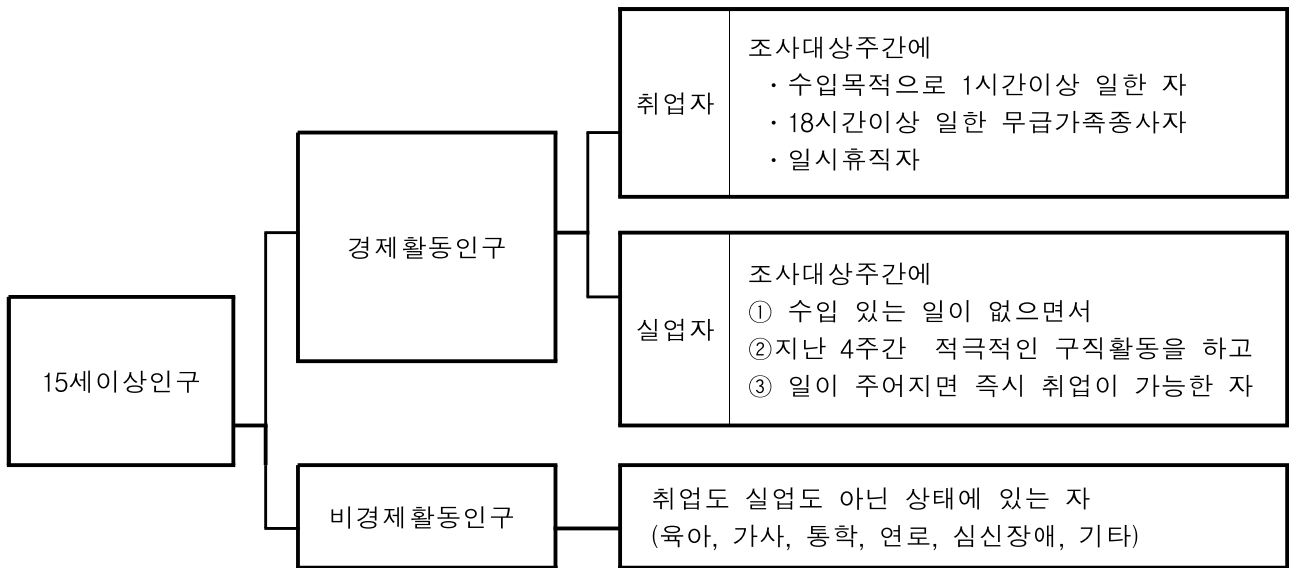 15세이상인구
경제활동인구
취업자
조사대상주간에
· 수입목적으로 1시간이상 일한 자
· 18시간이상 일한 무급가족종사자
· 일시휴직자
실업자
조사대상주간에
① 수입 있는 일이 없으면서
②지난 4주간 적극적인 구직활동을 하고
③ 일이 주어지면 즉시 취업이 가능한 자
비경제활동인구
취업도 실업도 아닌 상태에 있는 자
(육아, 가사, 통학, 연로, 심신장애, 기타)